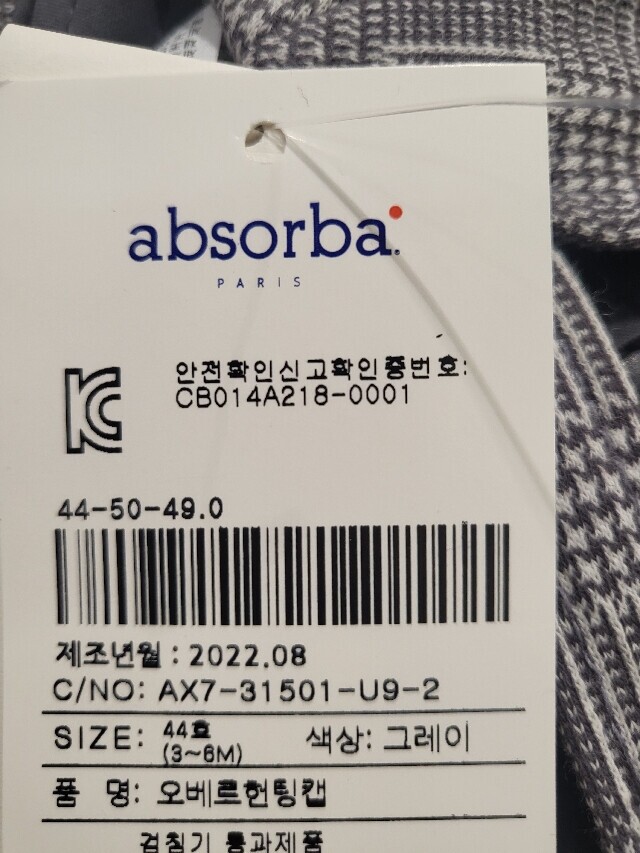 absorba.
PARIS
안전확인신고확인증번호:
CB014A218-0001
44-50-49.0
제조년월 : 2022.08
C/NO: AX7-31501-U9-2
SIZE: 44호 (3~6M) 색상: 그레이
품 명: 오베르헌팅캡
검침기 통과제품